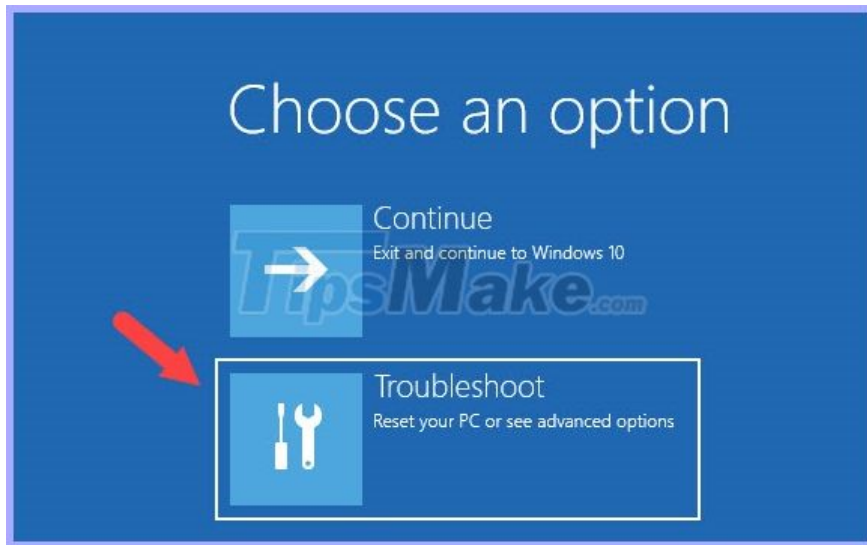 Choose an option
Continue
Exit and continue to Windows 10
TipsMake.com
Troubleshoot
Reset your PC or see advanced options